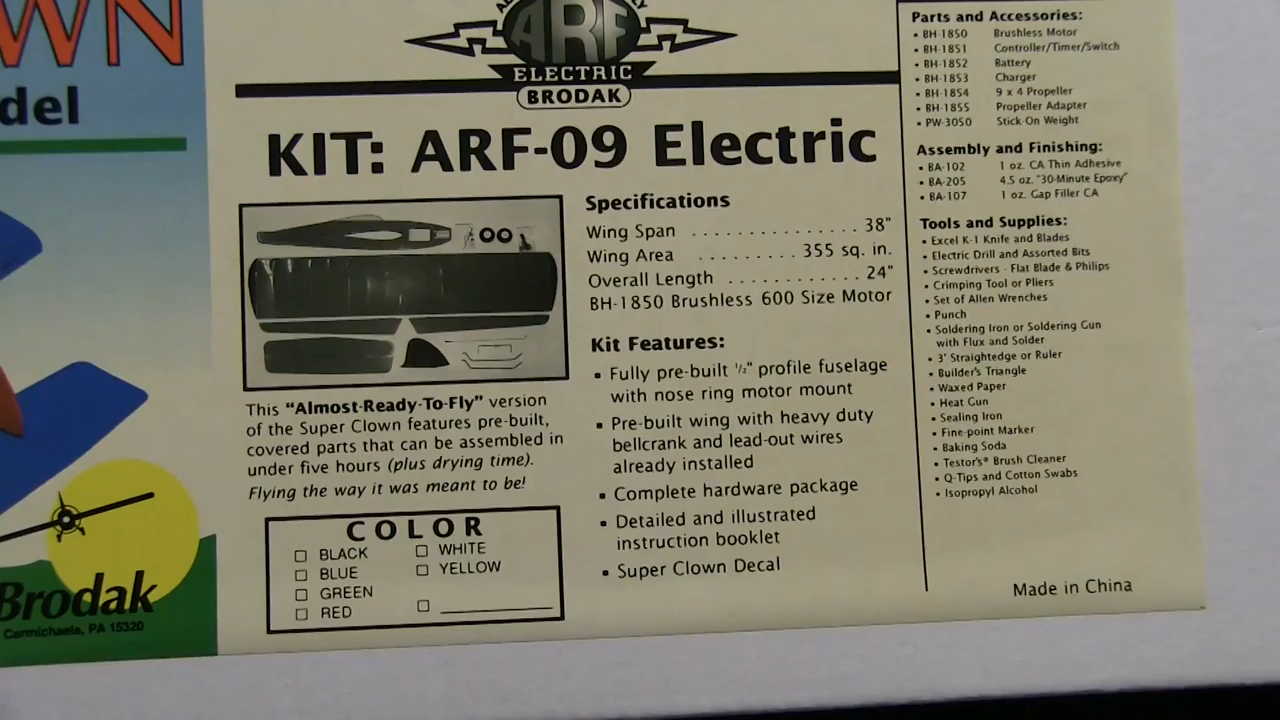 WN
del
Brodak
Carmichaels, PA 15320
ARF
ELECTRIC
BRODAK
KIT: ARF-09 Electric
This "Almost-Ready-To-Fly" version
of the Super Clown features pre-built,
covered parts that can be assembled in
under five hours (plus drying time).
Flying the way it was meant to be!
COLOR
BLACK
BLUE
GREEN
RED
WHITE
YELLOW
Specifications
Wing Span . . . . . . . . . . . . . . . 38"
Wing Area . . . . . . . . . 355 sq. in.
Overall Length . . . . . . . . . . . . 24"
BH-1850 Brushless 600 Size Motor
Kit Features:
▪ Fully pre-built 1/2" profile fuselage
with nose ring motor mount
▪ Pre-built wing with heavy duty
bellcrank and lead-out wires
already installed
▪ Complete hardware package
▪ Detailed and illustrated
instruction booklet
▪ Super Clown Decal
Parts and Accessories:
• BH-1850 Brushless Motor
• BH-1851 Controller/Timer/Switch
• BH-1852 Battery
• BH-1853 Charger
• BH-1854 9 x 4 Propeller
• BH-1855 Propeller Adapter
• PW-3050 Stick-On Weight
Assembly and Finishing:
• BA-102 1 oz. CA Thin Adhesive
• BA-205 4.5 oz. "30-Minute Epoxy"
• BA-107 1 oz. Gap Filler CA
Tools and Supplies:
• Excel K-1 Knife and Blades
• Electric Drill and Assorted Bits
• Screwdrivers - Flat Blade & Philips
• Crimping Tool or Pliers
• Set of Allen Wrenches
• Punch
• Soldering Iron or Soldering Gun
with Flux and Solder
• 3' Straightedge or Ruler
• Builder's Triangle
• Waxed Paper
• Heat Gun
• Sealing Iron
• Fine-point Marker
• Baking Soda
• Testor's® Brush Cleaner
• Q-Tips and Cotton Swabs
• Isopropyl Alcohol
Made in China